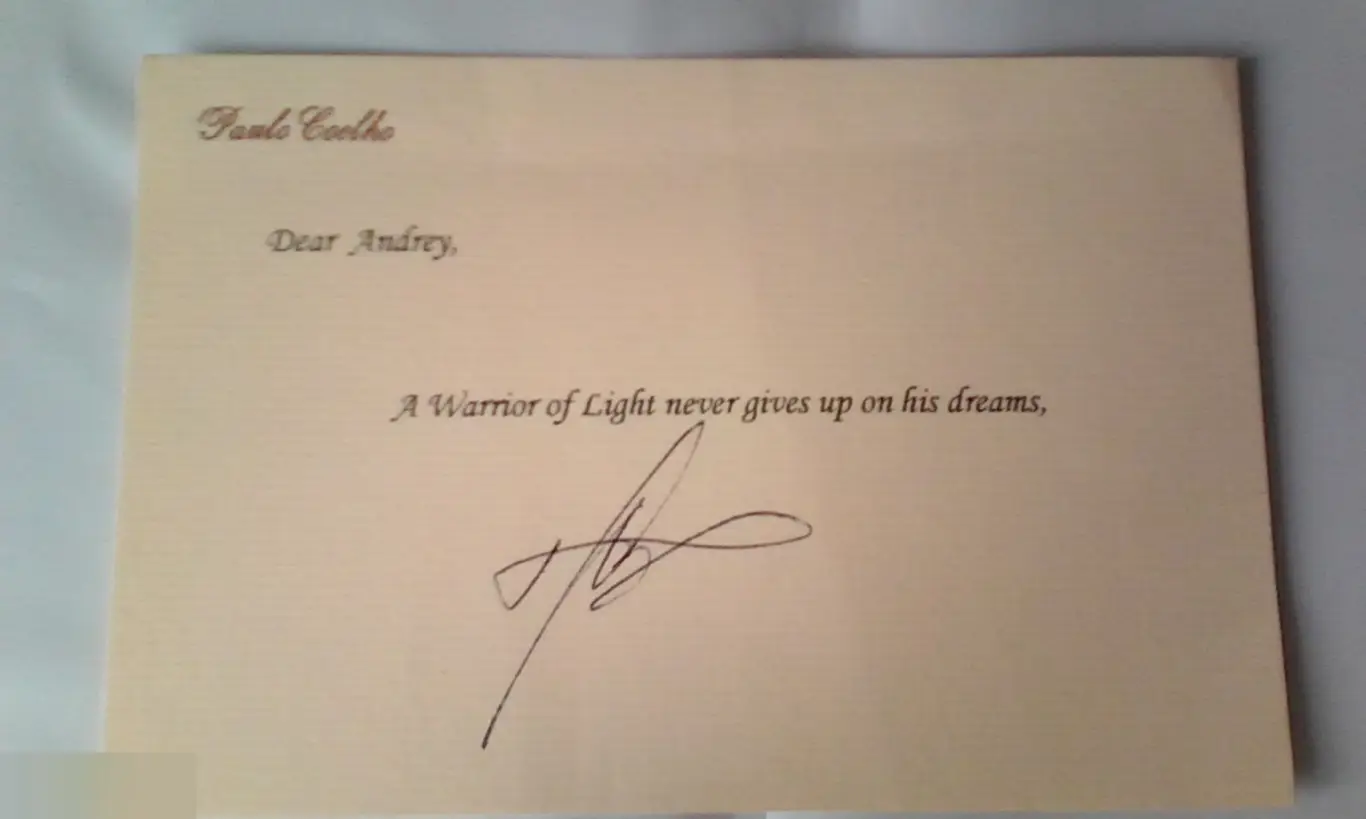 Paulo Coelho
Dear Andrey,
A Warrior of Light never gives up on his dreams,